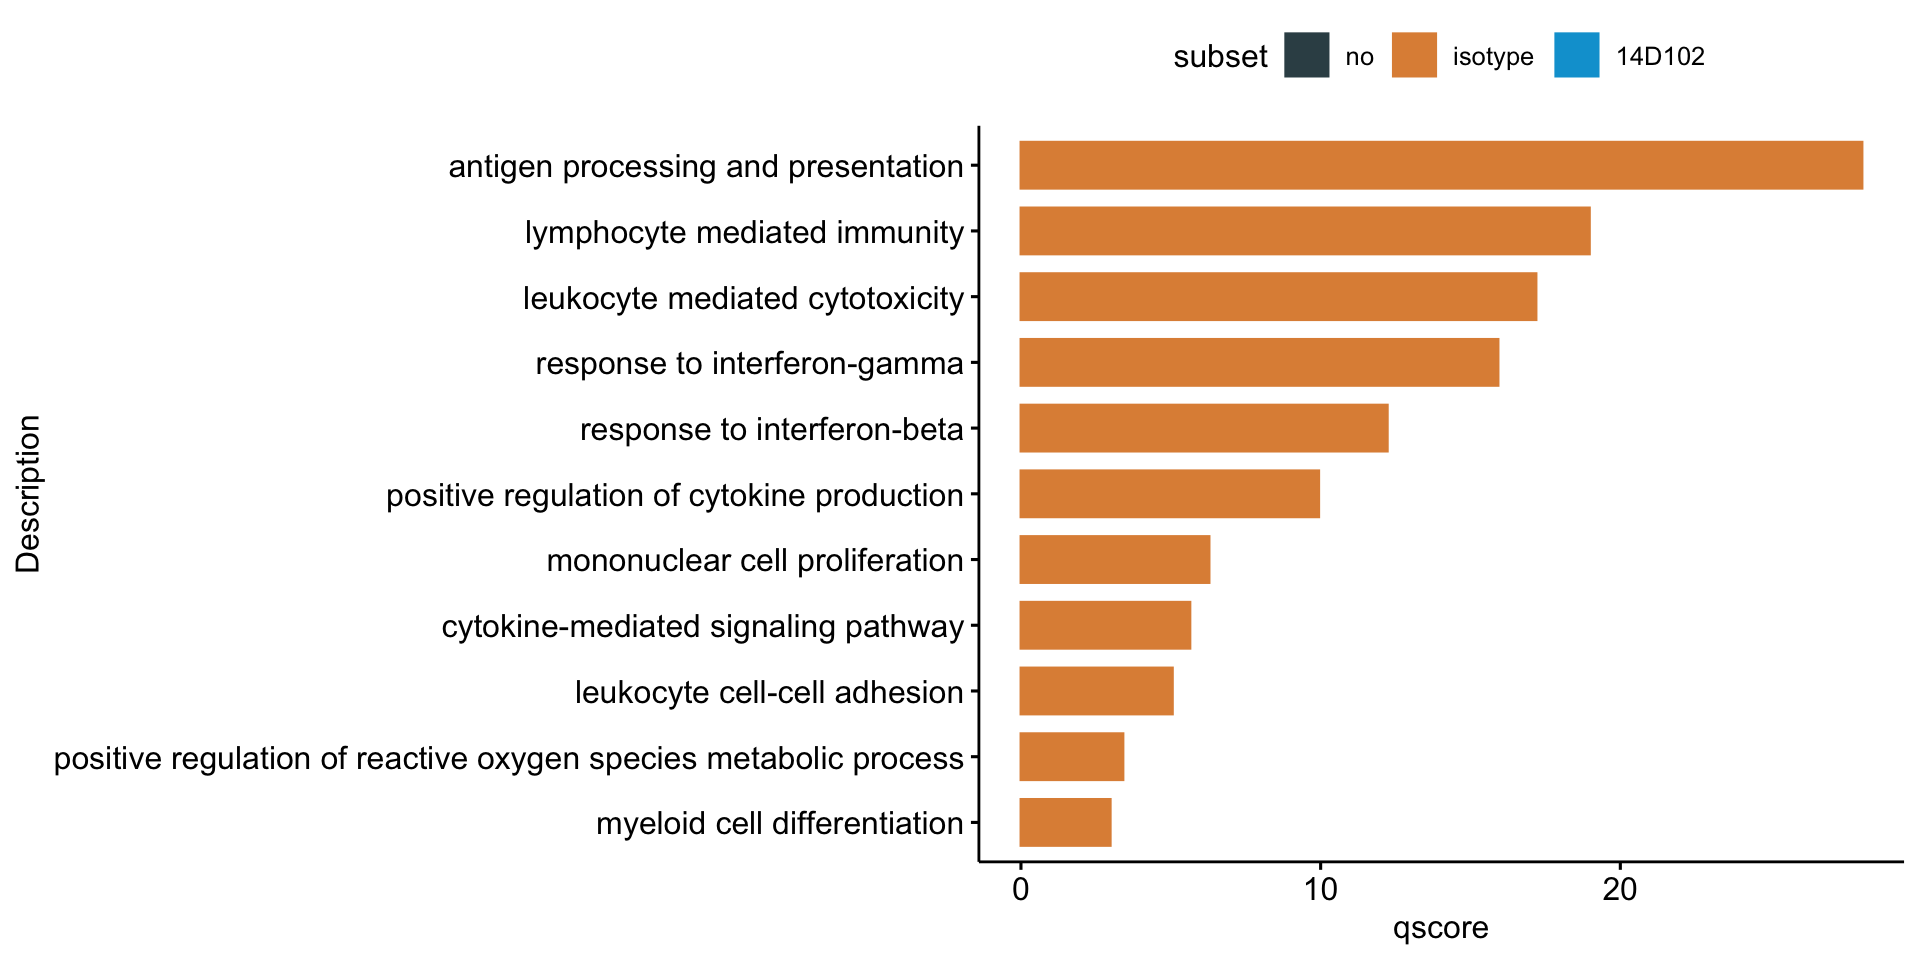 subset no isotype 14D102
antigen processing and presentation
lymphocyte mediated immunity
leukocyte mediated cytotoxicity
response to interferon-gamma
response to interferon-beta
positive regulation of cytokine production
mononuclear cell proliferation
cytokine-mediated signaling pathway
leukocyte cell-cell adhesion
positive regulation of reactive oxygen species metabolic process
myeloid cell differentiation
Description
0 10 20
qscore